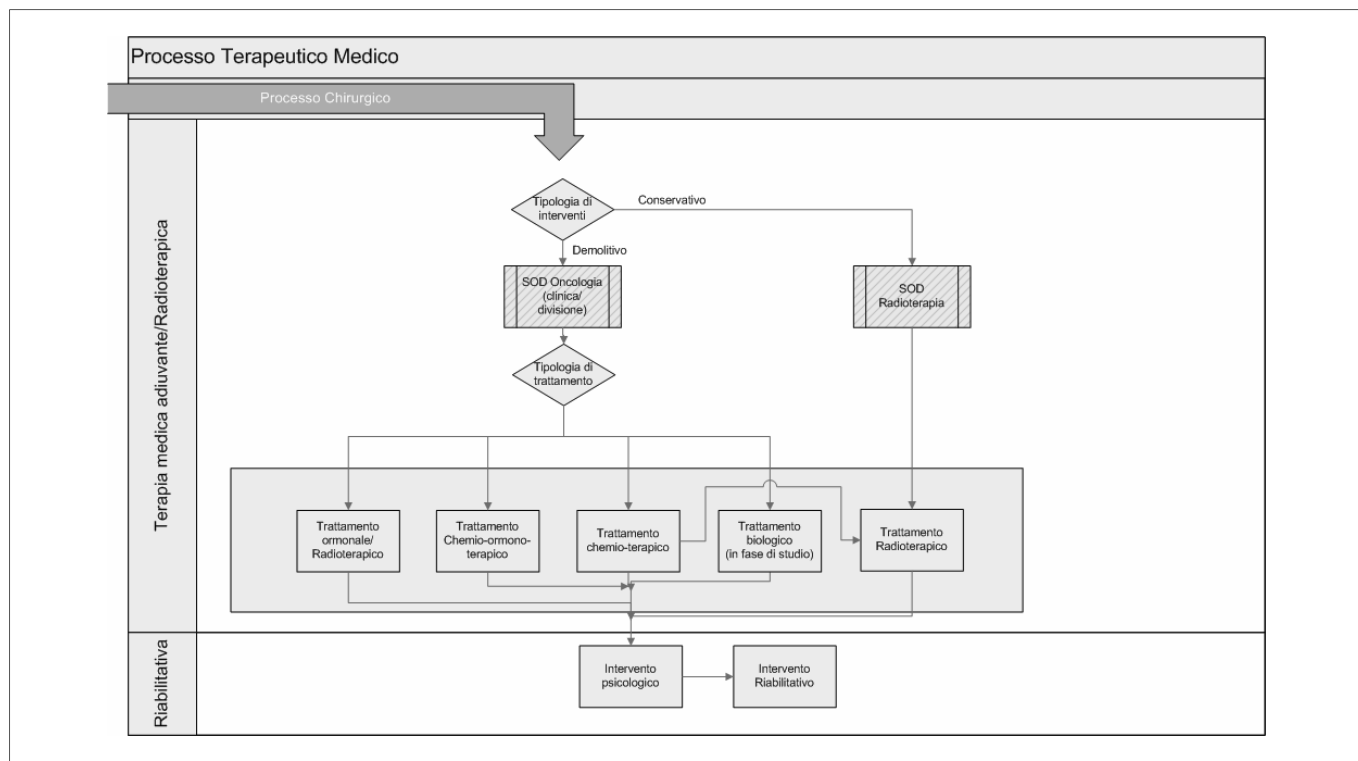 Processo Terapeutico Medico
Processo Chirurgico
Terapia medica adiuvante/Radioterapica
Tipologia di
interventi
Conservativo
Demolitivo
SOD Oncologia
(clinica/
divisione)
SOD
Radioterapia
Tipologia di
trattamento
Trattamento
ormonale/
Radioterapico
Trattamento
Chemio-ormono-
terapico
Trattamento
chemio-terapico
Trattamento
biologico
(in fase di studio)
Trattamento
Radioterapico
Riabilitativa
Intervento
psicologico
Intervento
Riabilitativo